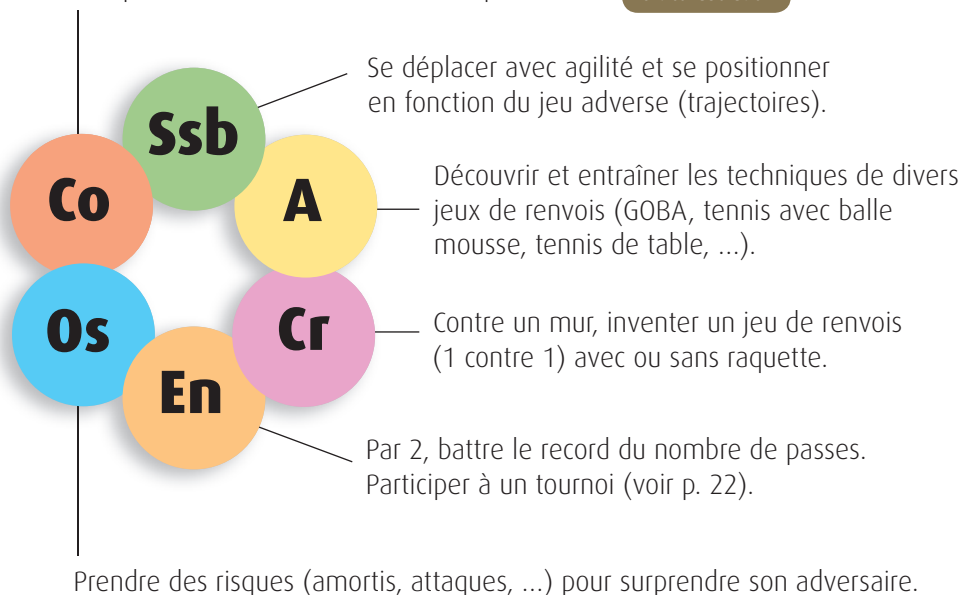 Ssb
Se déplacer avec agilité et se positionner
en fonction du jeu adverse (trajectoires).
Co
A
Découvrir et entraîner les techniques de divers
jeux de renvois (GOBA, tennis avec balle
mousse, tennis de table, ...).
Os
Cr
Contre un mur, inventer un jeu de renvois
(1 contre 1) avec ou sans raquette.
En
Par 2, battre le record du nombre de passes.
Participer à un tournoi (voir p. 22).
Prendre des risques (amortis, attaques, ...) pour surprendre son adversaire.